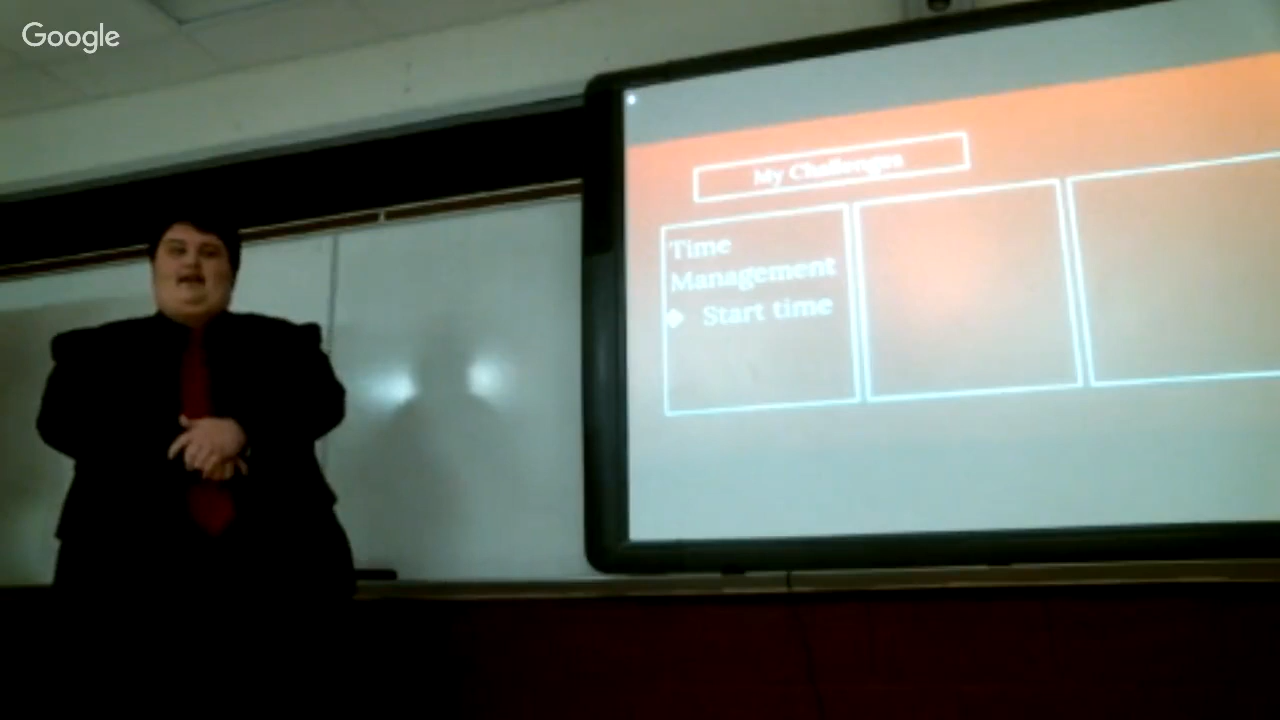 Google
My Challenges
Time
Management
❖ Start time